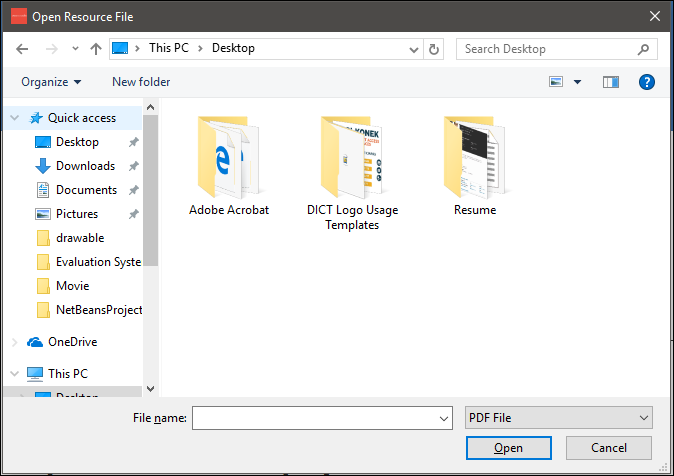 Open Resource File
This PC > Desktop
Search Desktop
Organize
New folder
?
Quick access
Desktop
Downloads
Documents
Pictures
drawable
Evaluation Syste
Movie
NetBeansProject
OneDrive
This PC
Desktop
KONEK
Adobe Acrobat
DICT Logo Usage
Templates
Resume
File name:
PDF File
Open
Cancel